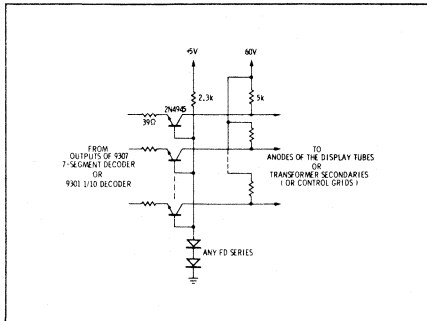 +5V
60V
2.3k
5k
2N4945
39Ω
FROM
OUTPUTS OF 9307
7-SEGMENT DECODER
OR
9301 1/10 DECODER
TO
ANODES OF THE DISPLAY TUBES
OR
TRANSFORMER SECONDARIES
( OR CONTROL GRIDS )
ANY FD SERIES